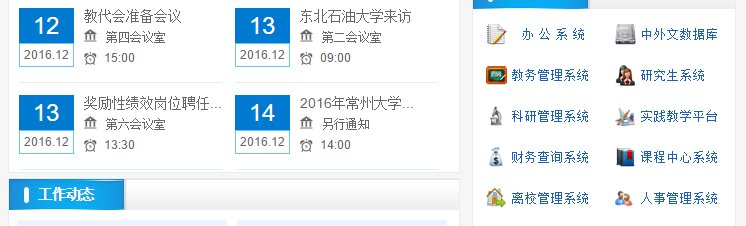 12
2016.12
教代会准备会议
第四会议室
15:00
13
2016.12
东北石油大学来访
第二会议室
09:00
13
2016.12
奖励性绩效岗位聘任...
第六会议室
13:30
14
2016.12
2016年常州大学...
另行通知
14:00
工作动态
办 公 系 统
中外文数据库
教务管理系统
研究生系统
科研管理系统
实践教学平台
财务查询系统
课程中心系统
离校管理系统
人事管理系统